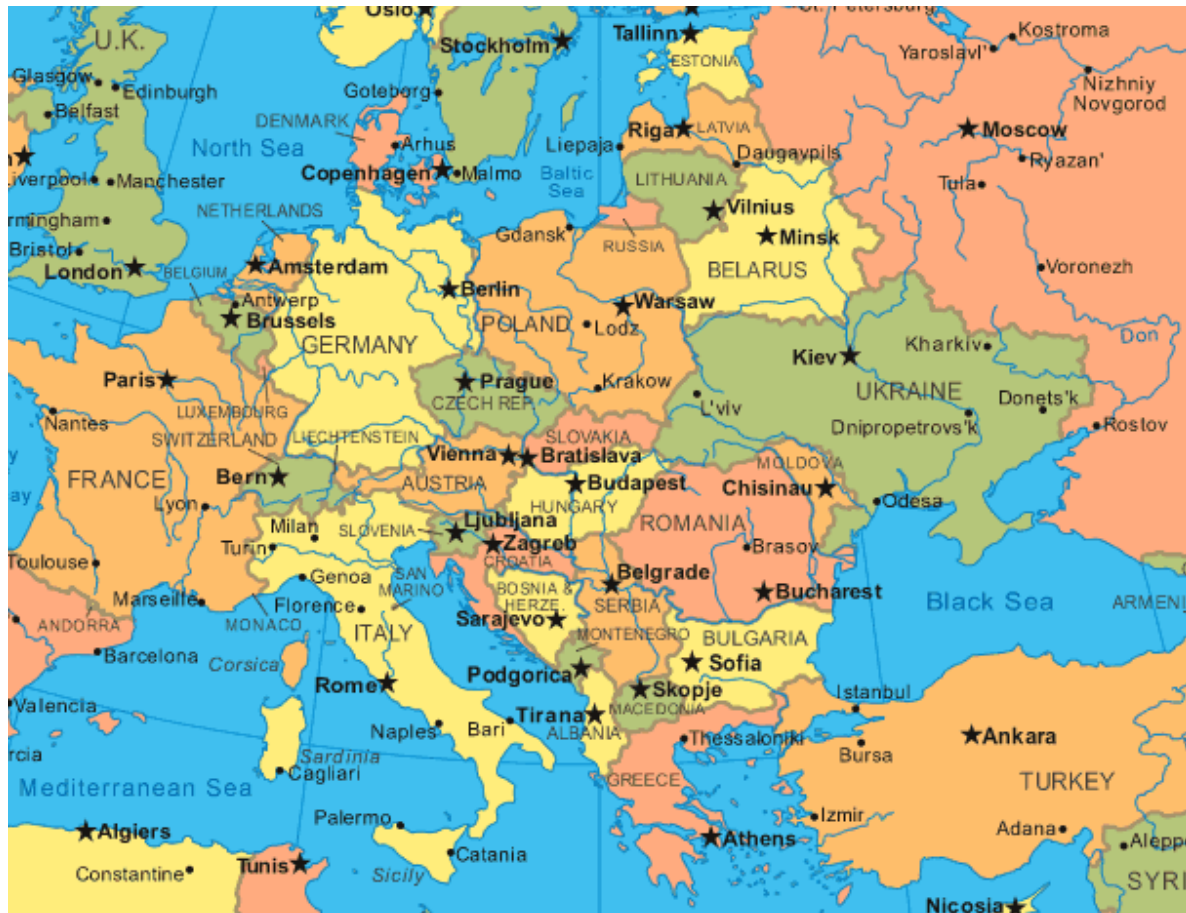 Oslo
U.K.
Stockholm
Tallinn
St. Petersburg
Kostroma
Yaroslavl'
ESTONIA
Glasgow
Edinburgh
Goteborg
Nizhniy
Novgorod
Belfast
DENMARK
North Sea
Arhus
Riga
LATVIA
Moscow
Liepaja
Daugavpils
Ryazan'
Copenhagen
Malmo
Baltic
Sea
LITHUANIA
Tula
Liverpool
Manchester
NETHERLANDS
Vilnius
rmingham
Gdansk
RUSSIA
Minsk
Bristol
London
BELGIUM
Amsterdam
BELARUS
Voronezh
Antwerp
Berlin
Warsaw
Brussels
GERMANY
POLAND
Lodz
Don
Kiev
Kharkiv
Paris
Prague
Krakow
UKRAINE
Nantes
LUXEMBOURG
CZECH REP.
L'viv
Donets'k
Dnipropetrovs'k
Rostov
SWITZERLAND
LIECHTENSTEIN
SLOVAKIA
Vienna
Bratislava
MOLDOVA
FRANCE
Bern
AUSTRIA
Budapest
Chisinau
Lyon
HUNGARY
Odesa
Milan
SLOVENIA
Ljubljana
ROMANIA
Turin
Zagreb
Brasov
Toulouse
Genoa
SAN
MARINO
CROATIA
Belgrade
Marseille
Florence
BOSNIA &
HERZE.
SERBIA
Bucharest
Black Sea
ARMENI
ANDORRA
MONACO
ITALY
Sarajevo
MONTENEGRO
BULGARIA
Barcelona
Corsica
Podgorica
Sofia
Rome
Skopje
Istanbul
Valencia
Naples
Bari
Tirana
MACEDONIA
ALBANIA
Thessaloniki
Ankara
rcia
Sardinia
Bursa
Cagliari
GREECE
TURKEY
Mediterranean Sea
Palermo
Izmir
Algiers
Athens
Adana
Catania
Aleppo
Constantine
Tunis
Sicily
SYRI
Nicosia